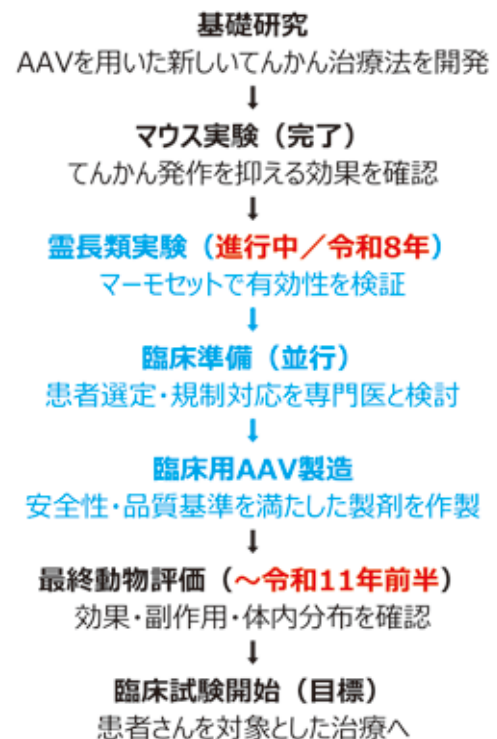 基礎研究
AAVを用いた新しいてんかん治療法を開発
↓
マウス実験（完了）
てんかん発作を抑える効果を確認
↓
霊長類実験（進行中／令和8年）
マーモセットで有効性を検証
↓
臨床準備（並行）
患者選定・規制対応を専門医と検討
↓
臨床用AAV製造
安全性・品質基準を満たした製剤を作製
↓
最終動物評価（～令和11年前半）
効果・副作用・体内分布を確認
↓
臨床試験開始（目標）
患者さんを対象とした治療へ